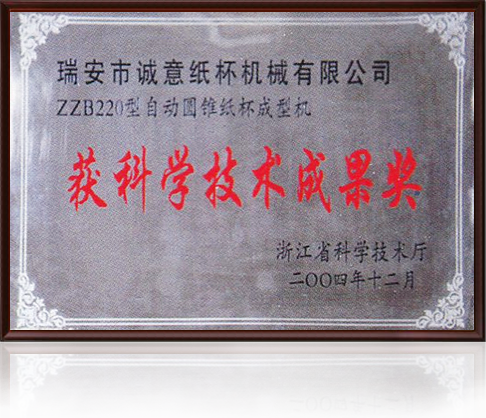 瑞安市诚意纸杯机械有限公司
ZZB220型自动圆锥纸杯成型机
获科学技术成果奖
浙江省科学技术厅
二〇〇四年十二月